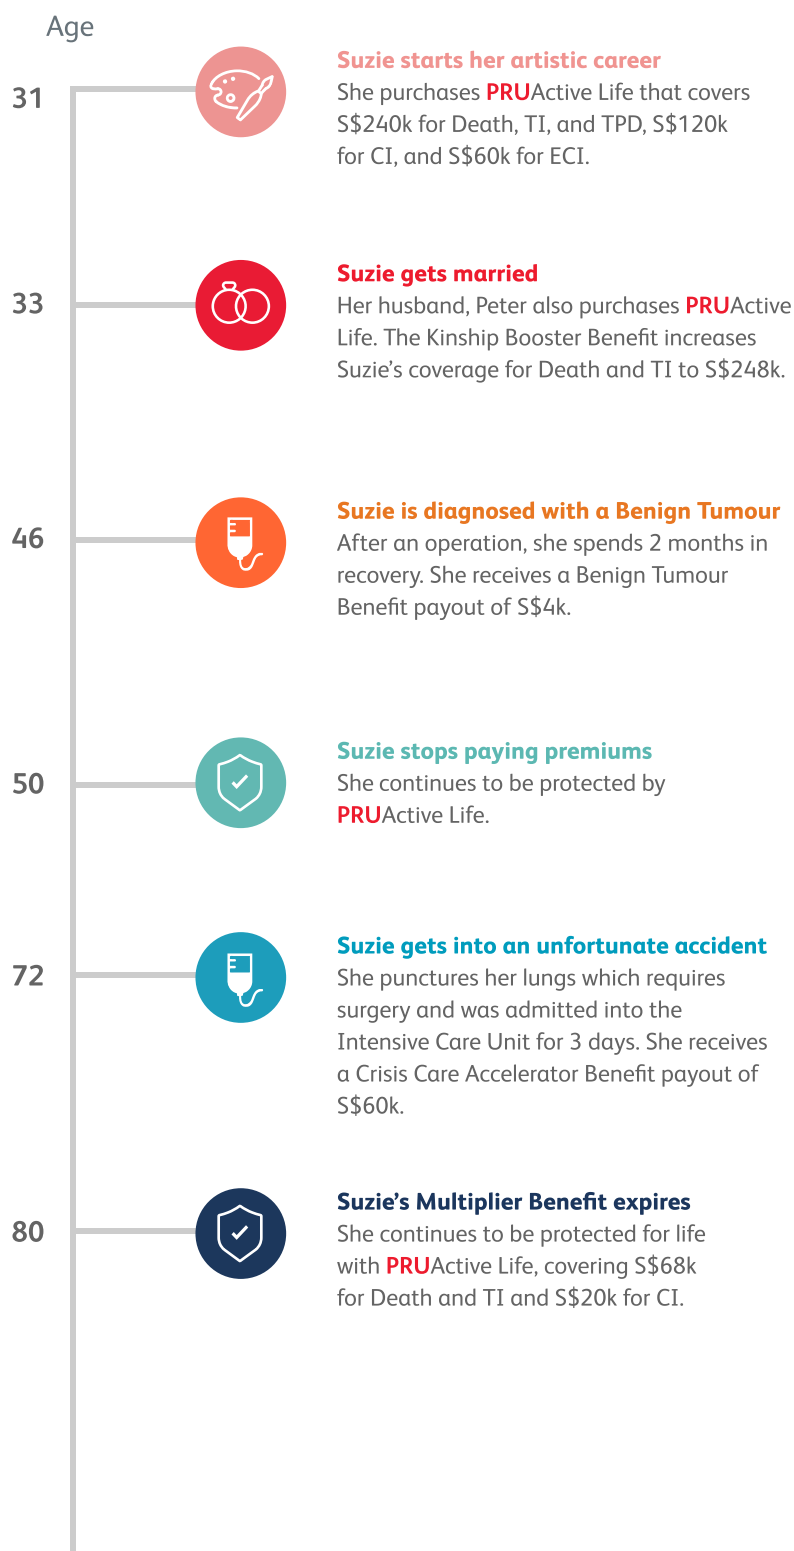 Age
31
Suzie starts her artistic career
She purchases PRUActive Life that covers
S$240k for Death, TI, and TPD, S$120k
for CI, and S$60k for ECI.
33
Suzie gets married
Her husband, Peter also purchases PRUActive
Life. The Kinship Booster Benefit increases
Suzie’s coverage for Death and TI to S$248k.
46
Suzie is diagnosed with a Benign Tumour
After an operation, she spends 2 months in
recovery. She receives a Benign Tumour
Benefit payout of S$4k.
50
Suzie stops paying premiums
She continues to be protected by
PRUActive Life.
72
Suzie gets into an unfortunate accident
She punctures her lungs which requires
surgery and was admitted into the
Intensive Care Unit for 3 days. She receives
a Crisis Care Accelerator Benefit payout of
S$60k.
80
Suzie’s Multiplier Benefit expires
She continues to be protected for life
with PRUActive Life, covering S$68k
for Death and TI and S$20k for CI.